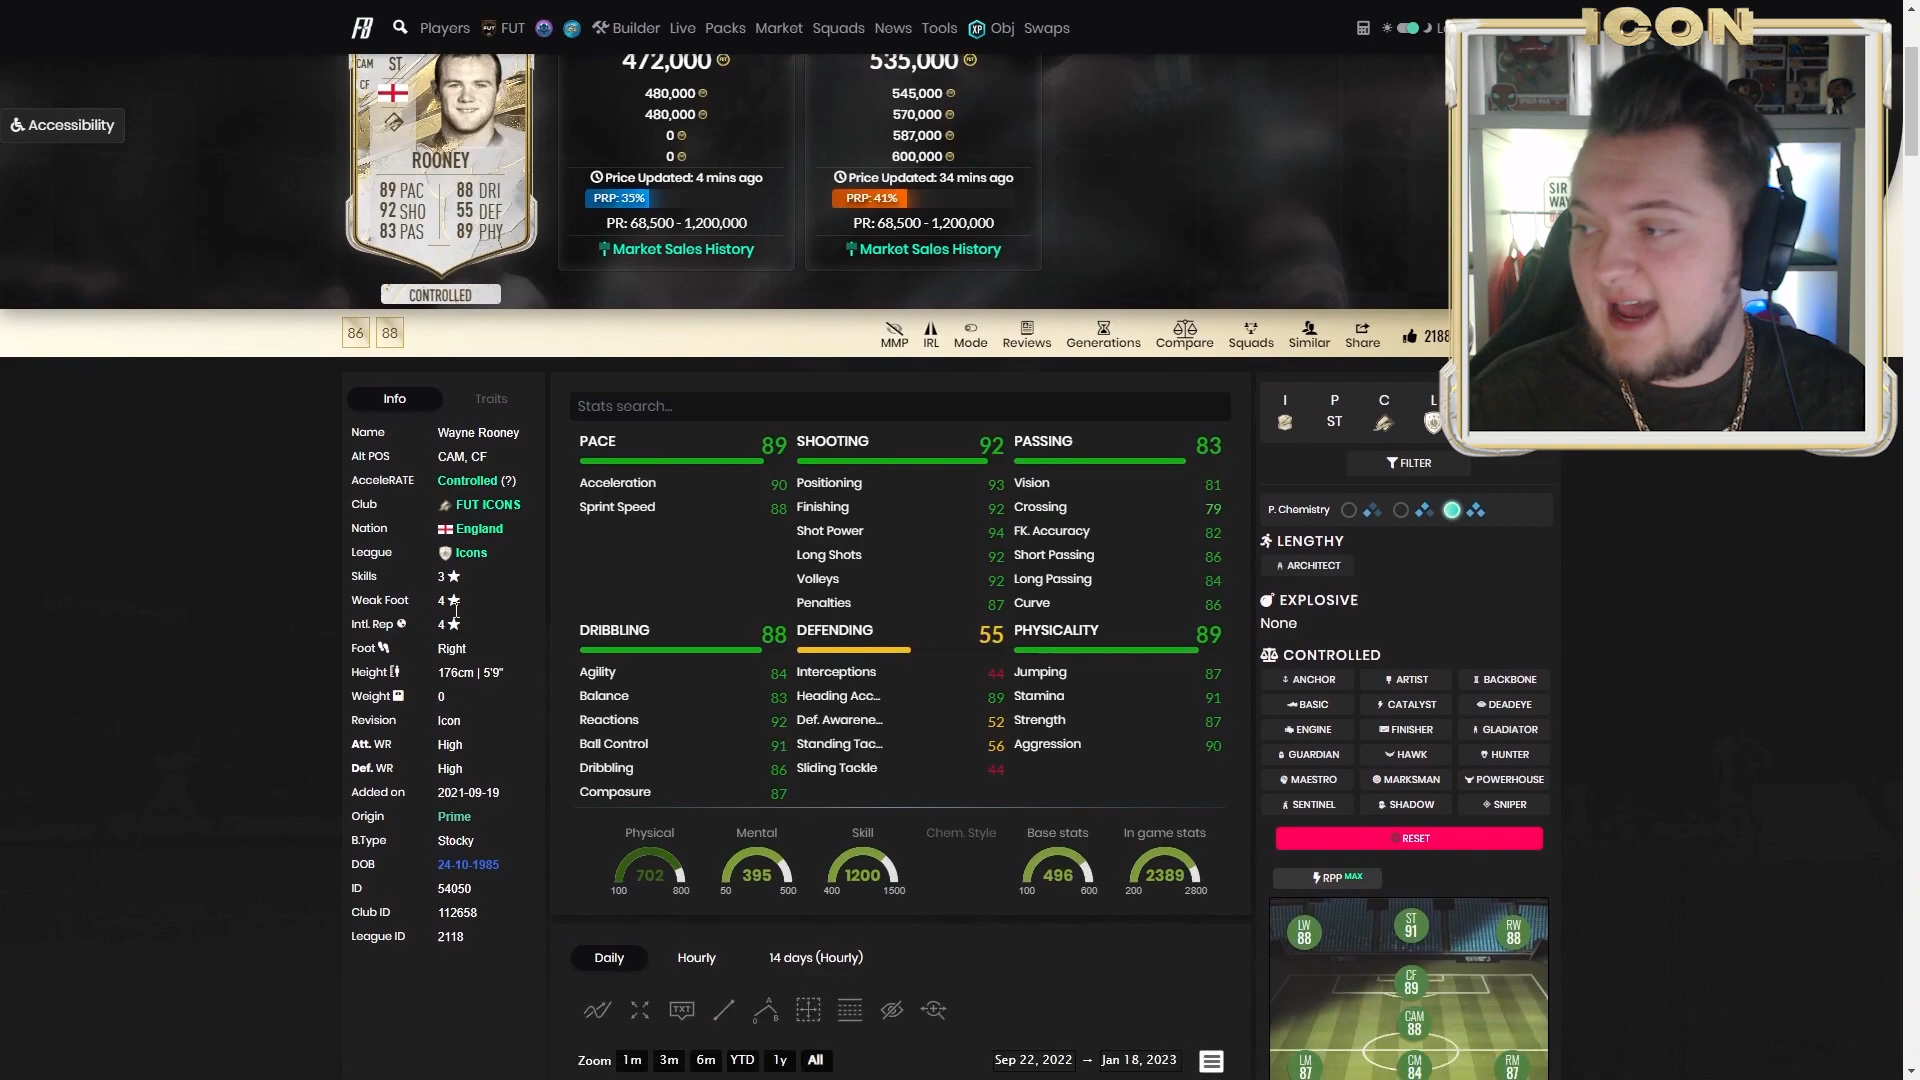 FB Players FUT Builder Live Packs Market Squads News Tools XP Obj Swaps
ICON
Accessibility
CAM ST
CF
ROONEY
89 PAC 88 DRI
92 SHO 55 DEF
83 PAS 89 PHY
CONTROLLED
472,000
480,000
480,000
0
0
Price Updated: 4 mins ago
PRP: 35%
PR: 68,500 - 1,200,000
Market Sales History
535,000
545,000
570,000
587,000
600,000
Price Updated: 34 mins ago
PRP: 41%
PR: 68,500 - 1,200,000
Market Sales History
SIR
WAY
86 88
MMP IRL Mode Reviews Generations Compare Squads Similar Share 2188
Info Traits
Name Wayne Rooney
Alt POS CAM, CF
AcceleRATE Controlled (?)
Club FUT ICONS
Nation England
League Icons
Skills 3
Weak Foot 4
Intl. Rep 4
Foot Right
Height 176cm | 5'9"
Weight 0
Revision Icon
Att. WR High
Def. WR High
Added on 2021-09-19
Origin Prime
B.Type Stocky
DOB 24-10-1985
ID 54050
Club ID 112658
League ID 2118
Stats search...
PACE 89
Acceleration 90
Sprint Speed 88
SHOOTING 92
Positioning 93
Finishing 92
Shot Power 94
Long Shots 92
Volleys 92
Penalties 87
PASSING 83
Vision 81
Crossing 79
FK. Accuracy 82
Short Passing 86
Long Passing 84
Curve 86
DRIBBLING 88
Agility 84
Balance 83
Reactions 92
Ball Control 91
Dribbling 86
Composure 87
DEFENDING 55
Interceptions 44
Heading Acc... 89
Def. Awarene... 52
Standing Tac... 56
Sliding Tackle 44
PHYSICALITY 89
Jumping 87
Stamina 91
Strength 87
Aggression 90
Physical Mental Skill Chem. Style Base stats In game stats
702 395 1200 496 2389
100 800 50 500 400 1500 100 600 200 2800
Daily Hourly 14 days (Hourly)
TXT
A
0 B
Zoom 1m 3m 6m YTD 1y All
Sep 22, 2022 → Jan 18, 2023
I P C L
ST
FILTER
P. Chemistry
LENGTHY
ARCHITECT
EXPLOSIVE
None
CONTROLLED
ANCHOR ARTIST BACKBONE
BASIC CATALYST DEADEYE
ENGINE FINISHER GLADIATOR
GUARDIAN HAWK HUNTER
MAESTRO MARKSMAN POWERHOUSE
SENTINEL SHADOW SNIPER
RESET
RPP MAX
LW 88
ST 91
RW 88
CF 89
CAM 88
LM 87
CM 84
RM 87